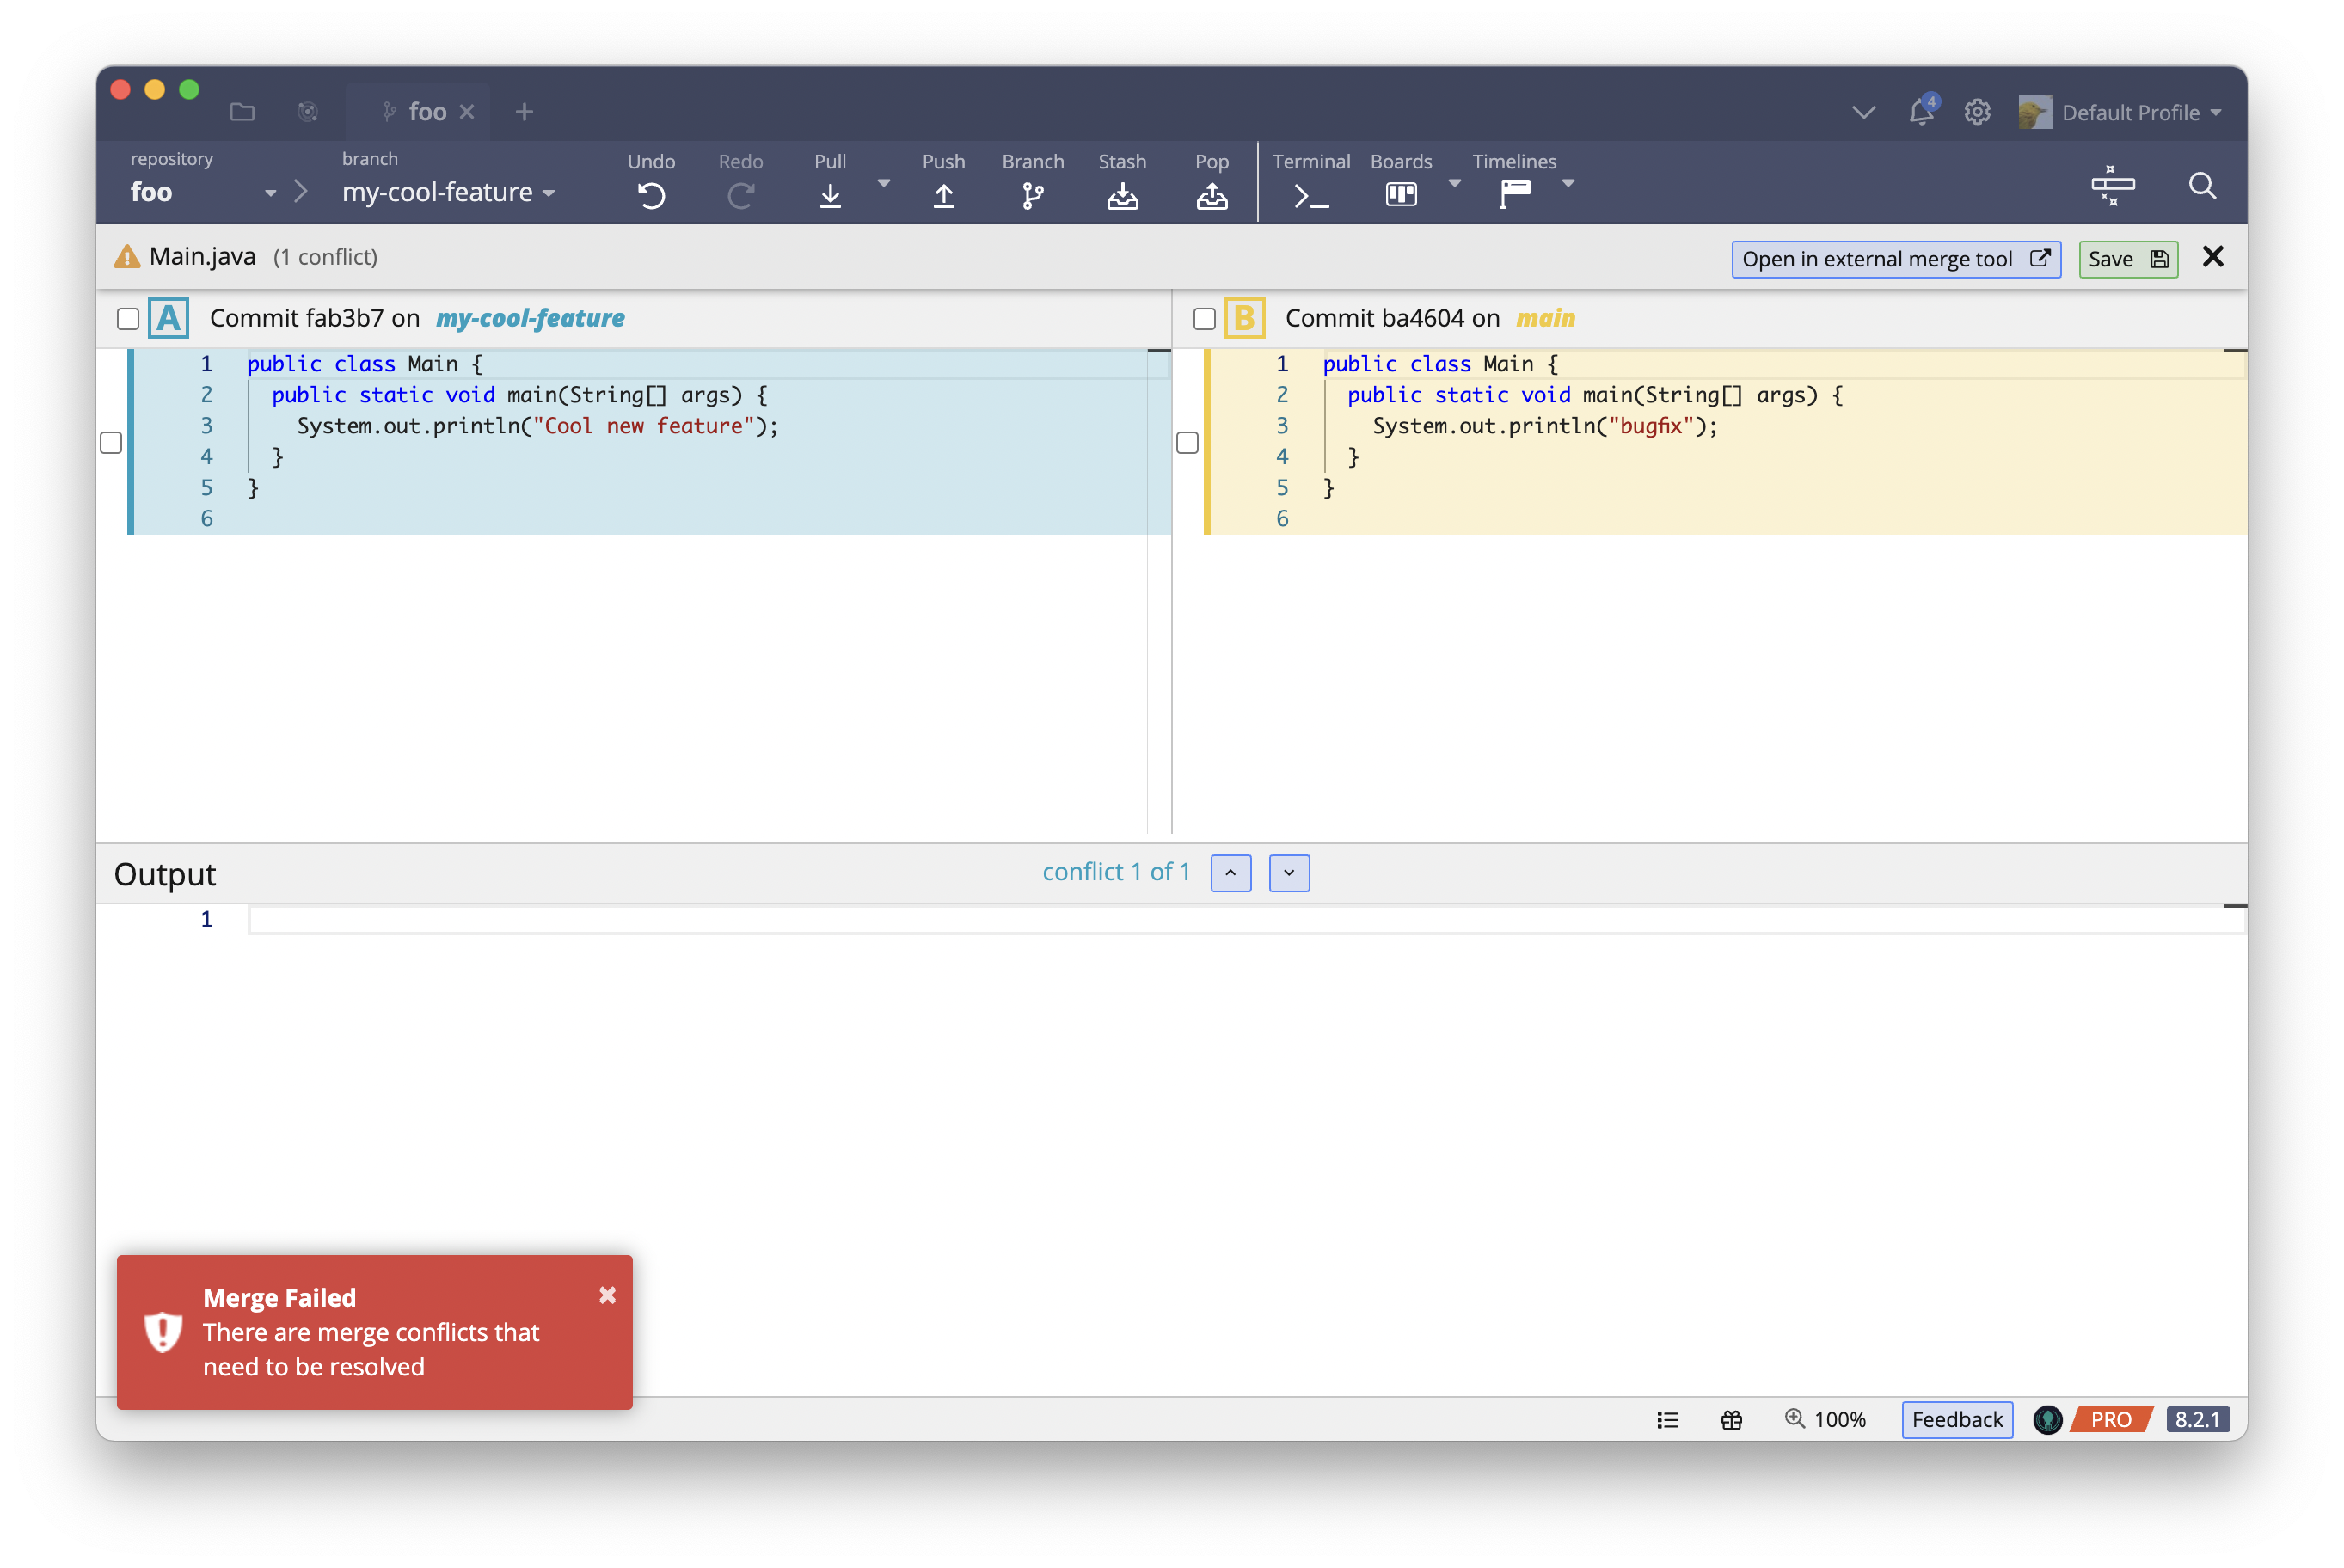 foo
4
Default Profile
repository
foo
branch
my-cool-feature
Undo
Redo
Pull
Push
Branch
Stash
Pop
Terminal
Boards
Timelines
Main.java (1 conflict)
Open in external merge tool
Save
A Commit fab3b7 on my-cool-feature
1 public class Main {
2 public static void main(String[] args) {
3 System.out.println("Cool new feature");
4 }
5 }
6
B Commit ba4604 on main
1 public class Main {
2 public static void main(String[] args) {
3 System.out.println("bugfix");
4 }
5 }
6
Output
conflict 1 of 1
1
Merge Failed
There are merge conflicts that
need to be resolved
100%
Feedback
PRO
8.2.1